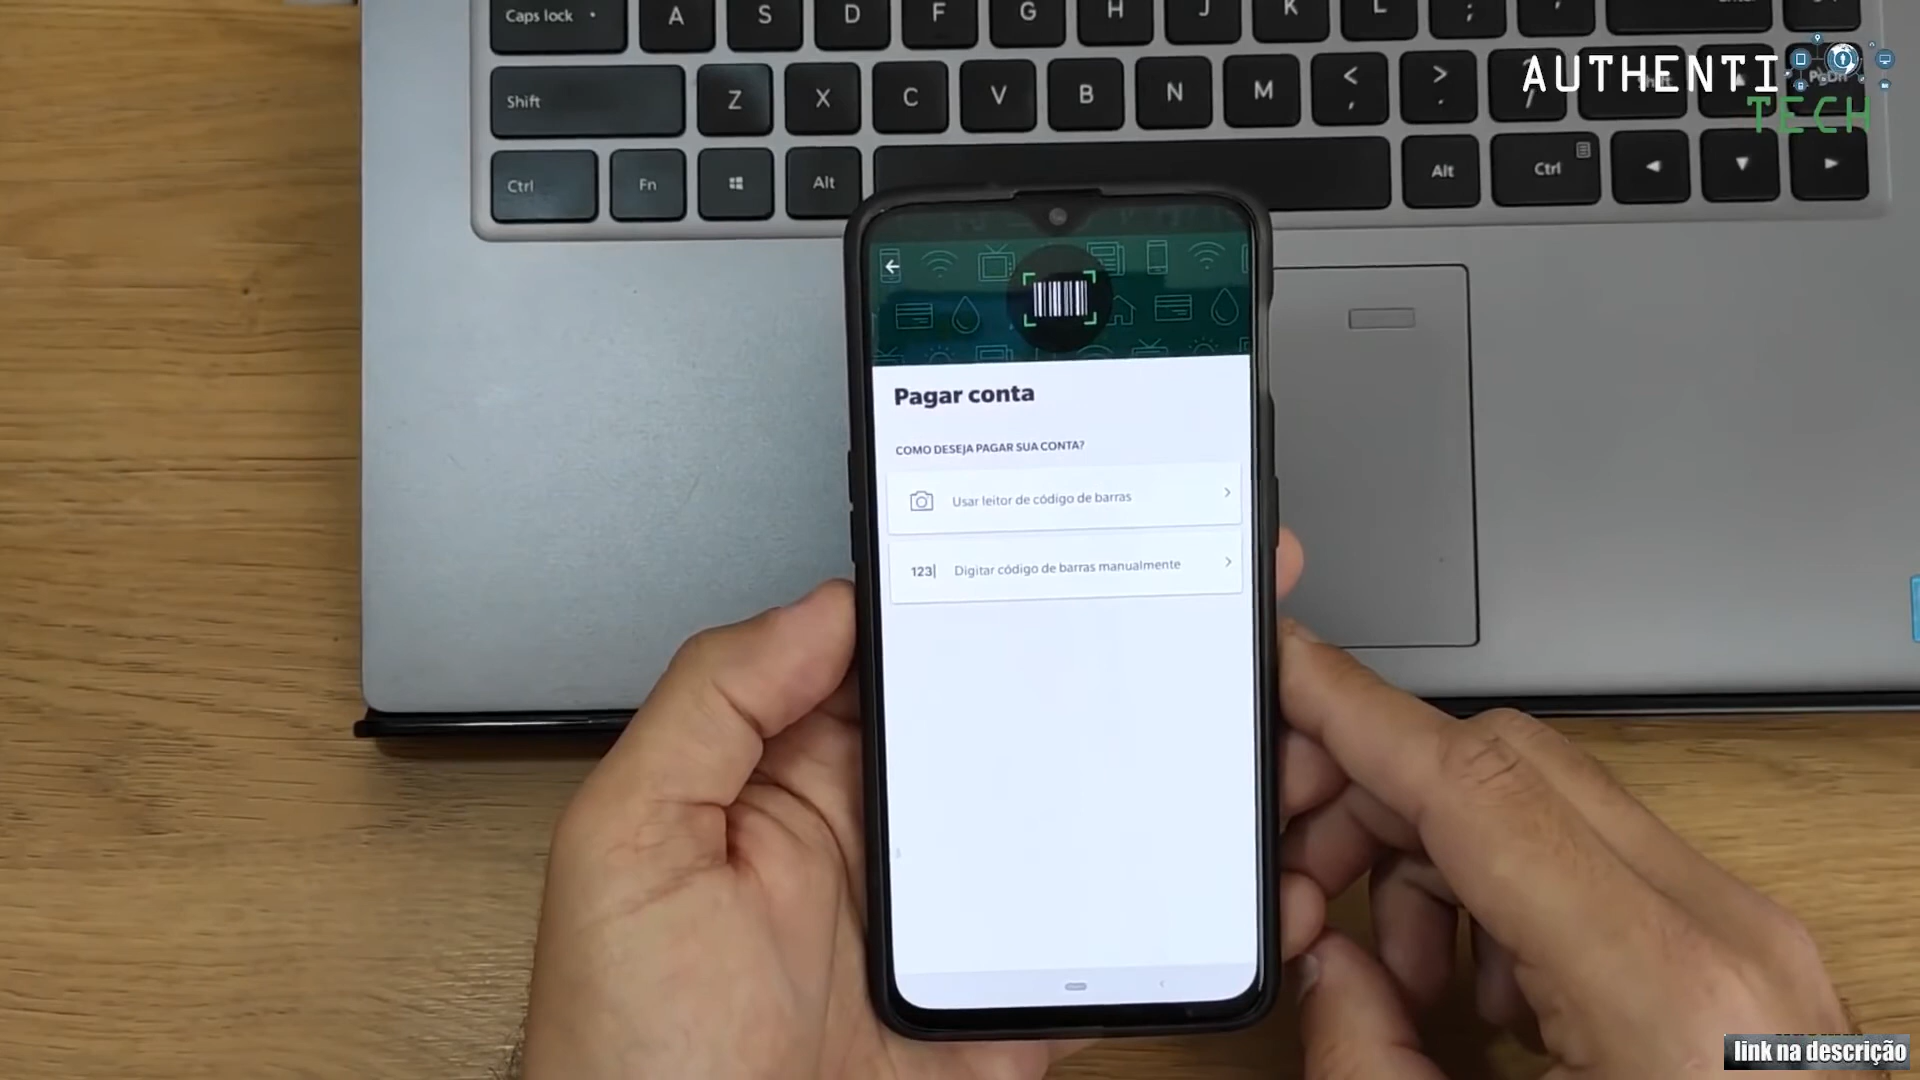 Caps lock
A
S
D
F
G
H
J
K
L
;
Shift
Z
X
C
V
B
N
M
<
,
>
.
?
/
PgDn
AUTHENTI
TECH
Ctrl
Fn
Alt
Alt
Ctrl
Pagar conta
COMO DESEJA PAGAR SUA CONTA?
Usar leitor de código de barras
123| Digitar código de barras manualmente
link na descrição